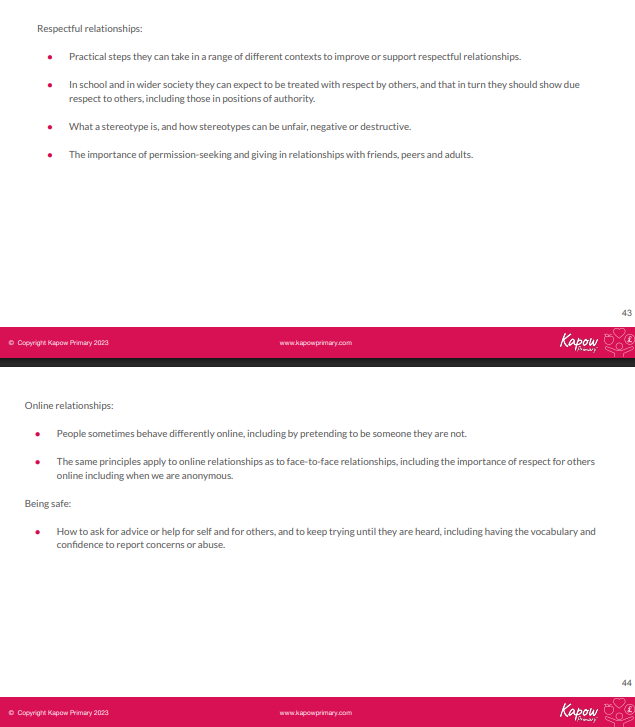 Respectful relationships:
● Practical steps they can take in a range of different contexts to improve or support respectful relationships.
● In school and in wider society they can expect to be treated with respect by others, and that in turn they should show due
respect to others, including those in positions of authority.
● What a stereotype is, and how stereotypes can be unfair, negative or destructive.
● The importance of permission-seeking and giving in relationships with friends, peers and adults.
43
© Copyright Kapow Primary 2023 www.kapowprimary.com Kapow
Primary
Online relationships:
● People sometimes behave differently online, including by pretending to be someone they are not.
● The same principles apply to online relationships as to face-to-face relationships, including the importance of respect for others
online including when we are anonymous.
Being safe:
● How to ask for advice or help for self and for others, and to keep trying until they are heard, including having the vocabulary and
confidence to report concerns or abuse.
44
© Copyright Kapow Primary 2023 www.kapowprimary.com Kapow
Primary